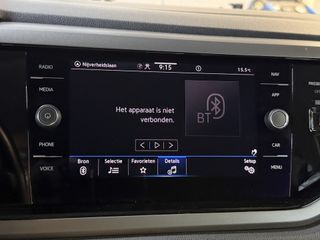 RADIO
MEDIA
PHONE
VOICE
Nijverheidslaan
9:15
15.5°C
Het apparaat is niet
verbonden.
BT
Bron
Selectie
Favorieten
Details
Setup
NAV
APP
CAR
MENU